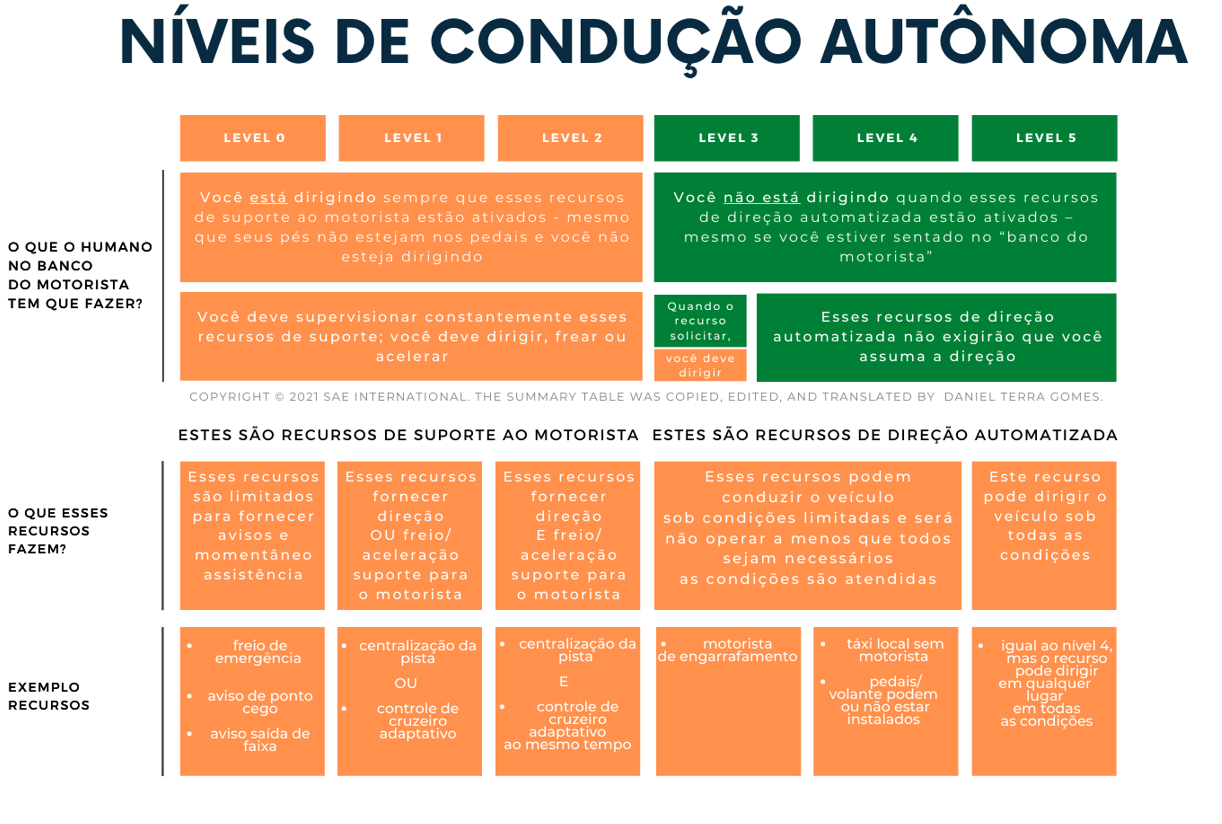 NÍVEIS DE CONDUÇÃO AUTÔNOMA
LEVEL 0
LEVEL 1
LEVEL 2
LEVEL 3
LEVEL 4
LEVEL 5
O QUE O HUMANO
NO BANCO
DO MOTORISTA
TEM QUE FAZER?
Você está dirigindo sempre que esses recursos
de suporte ao motorista estão ativados - mesmo
que seus pés não estejam nos pedais e você não
esteja dirigindo
Você não está dirigindo quando esses recursos
de direção automatizada estão ativados –
mesmo se você estiver sentado no “banco do
motorista”
Você deve supervisionar constantemente esses
recursos de suporte; você deve dirigir, frear ou
acelerar
Quando o
recurso
solicitar,
você deve
dirigir
Esses recursos de direção
automatizada não exigirão que você
assuma a direção
COPYRIGHT © 2021 SAE INTERNATIONAL. THE SUMMARY TABLE WAS COPIED, EDITED, AND TRANSLATED BY DANIEL TERRA GOMES.
ESTES SÃO RECURSOS DE SUPORTE AO MOTORISTA
ESTES SÃO RECURSOS DE DIREÇÃO AUTOMATIZADA
O QUE ESSES
RECURSOS
FAZEM?
Esses recursos
são limitados
para fornecer
avisos e
momentâneo
assistência
Esses recursos
fornecer
direção
OU freio/
aceleração
suporte para
o motorista
Esses recursos
fornecer
direção
E freio/
aceleração
suporte para
o motorista
Esses recursos podem
conduzir o veículo
sob condições limitadas e será
não operar a menos que todos
sejam necessários
as condições são atendidas
Este recurso
pode dirigir o
veículo sob
todas as
condições
EXEMPLO
RECURSOS
• freio de
emergência
• aviso de ponto
cego
• aviso saída de
faixa
• centralização da
pista
OU
• controle de
cruzeiro
adaptativo
• centralização da
pista
E
• controle de
cruzeiro
adaptativo
ao mesmo tempo
• motorista
de engarrafamento
• táxi local sem
motorista
• pedais/
volante podem
ou não estar
instalados
• igual ao nível 4,
mas o recurso
pode dirigir
em qualquer
lugar
em todas
as condições